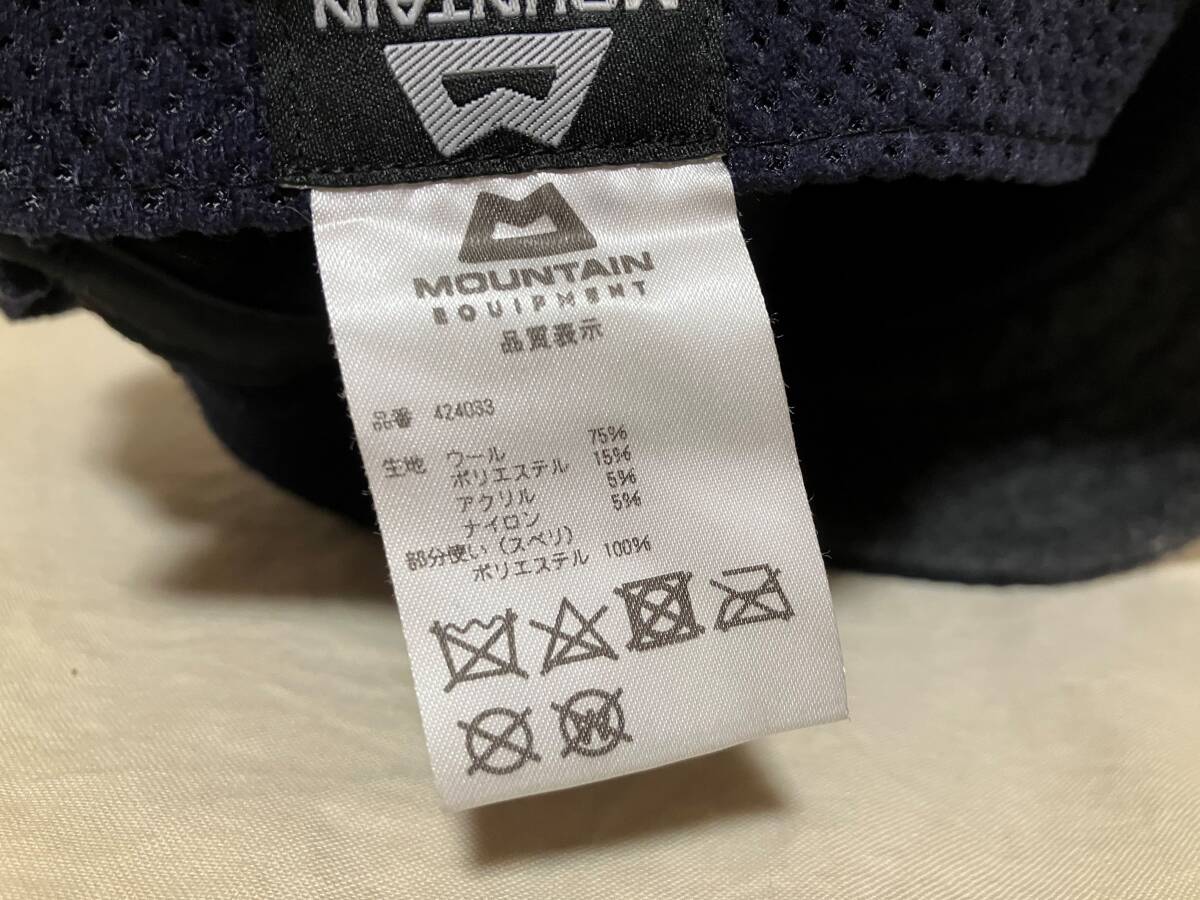 MOUNTAIN
MOUNTAIN
EQUIPMENT
品質表示
品番 424033
生地 ウール 75%
ポリエステル 15%
アクリル 5%
ナイロン 5%
部分使い(スベリ)
ポリエステル 100%
W